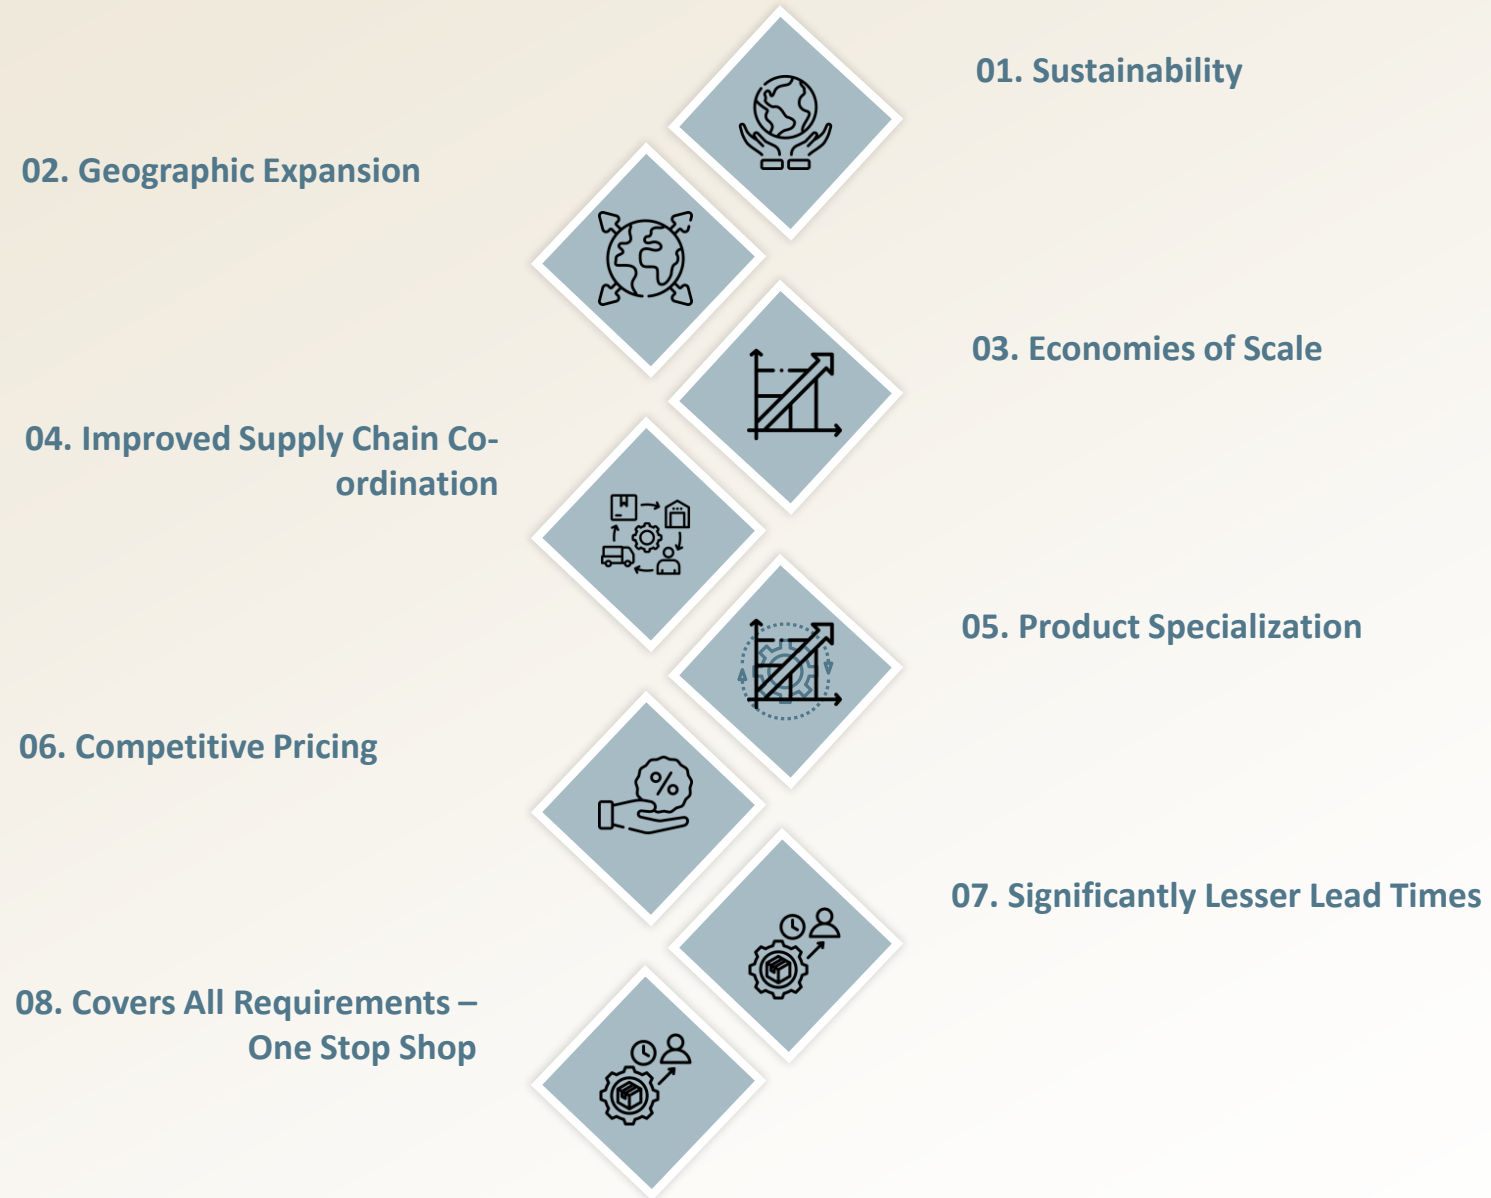 01. Sustainability
02. Geographic Expansion
03. Economies of Scale
04. Improved Supply Chain Co-
ordination
05. Product Specialization
06. Competitive Pricing
07. Significantly Lesser Lead Times
08. Covers All Requirements –
One Stop Shop
%